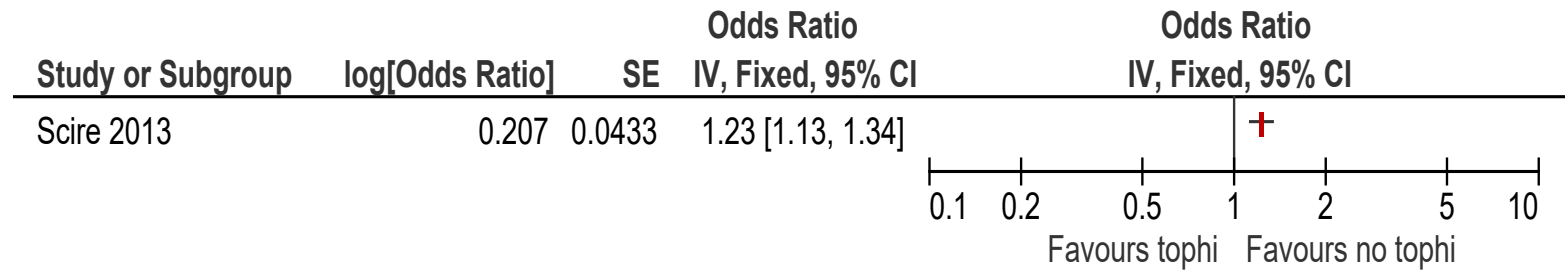 Odds Ratio Odds Ratio
Study or Subgroup log[Odds Ratio] SE IV, Fixed, 95% CI IV, Fixed, 95% CI
Scire 2013 0.207 0.0433 1.23 [1.13, 1.34]
0.1 0.2 0.5 1 2 5 10
Favours tophi Favours no tophi